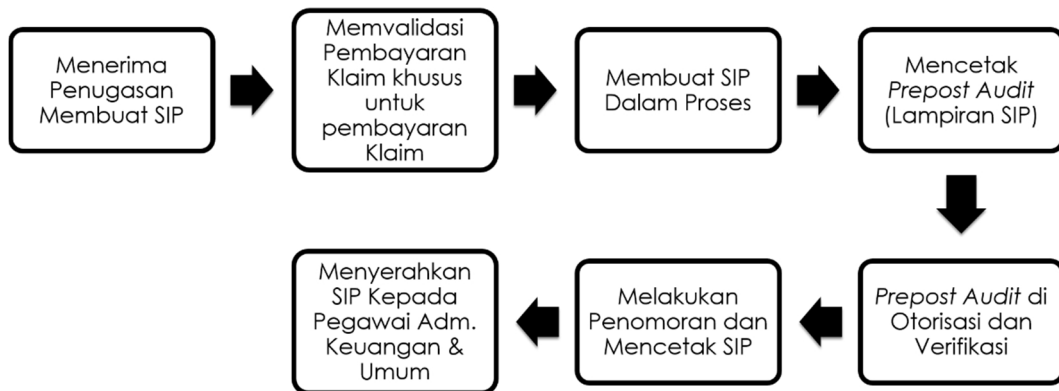 Menerima
Penugasan
Membuat SIP
Memvalidasi
Pembayaran
Klaim khusus
untuk
pembayaran
Klaim
Membuat SIP
Dalam Proses
Mencetak
Prepost Audit
(Lampiran SIP)
Prepost Audit di
Otorisasi dan
Verifikasi
Melakukan
Penomoran dan
Mencetak SIP
Menyerahkan
SIP Kepada
Pegawai Adm.
Keuangan &
Umum